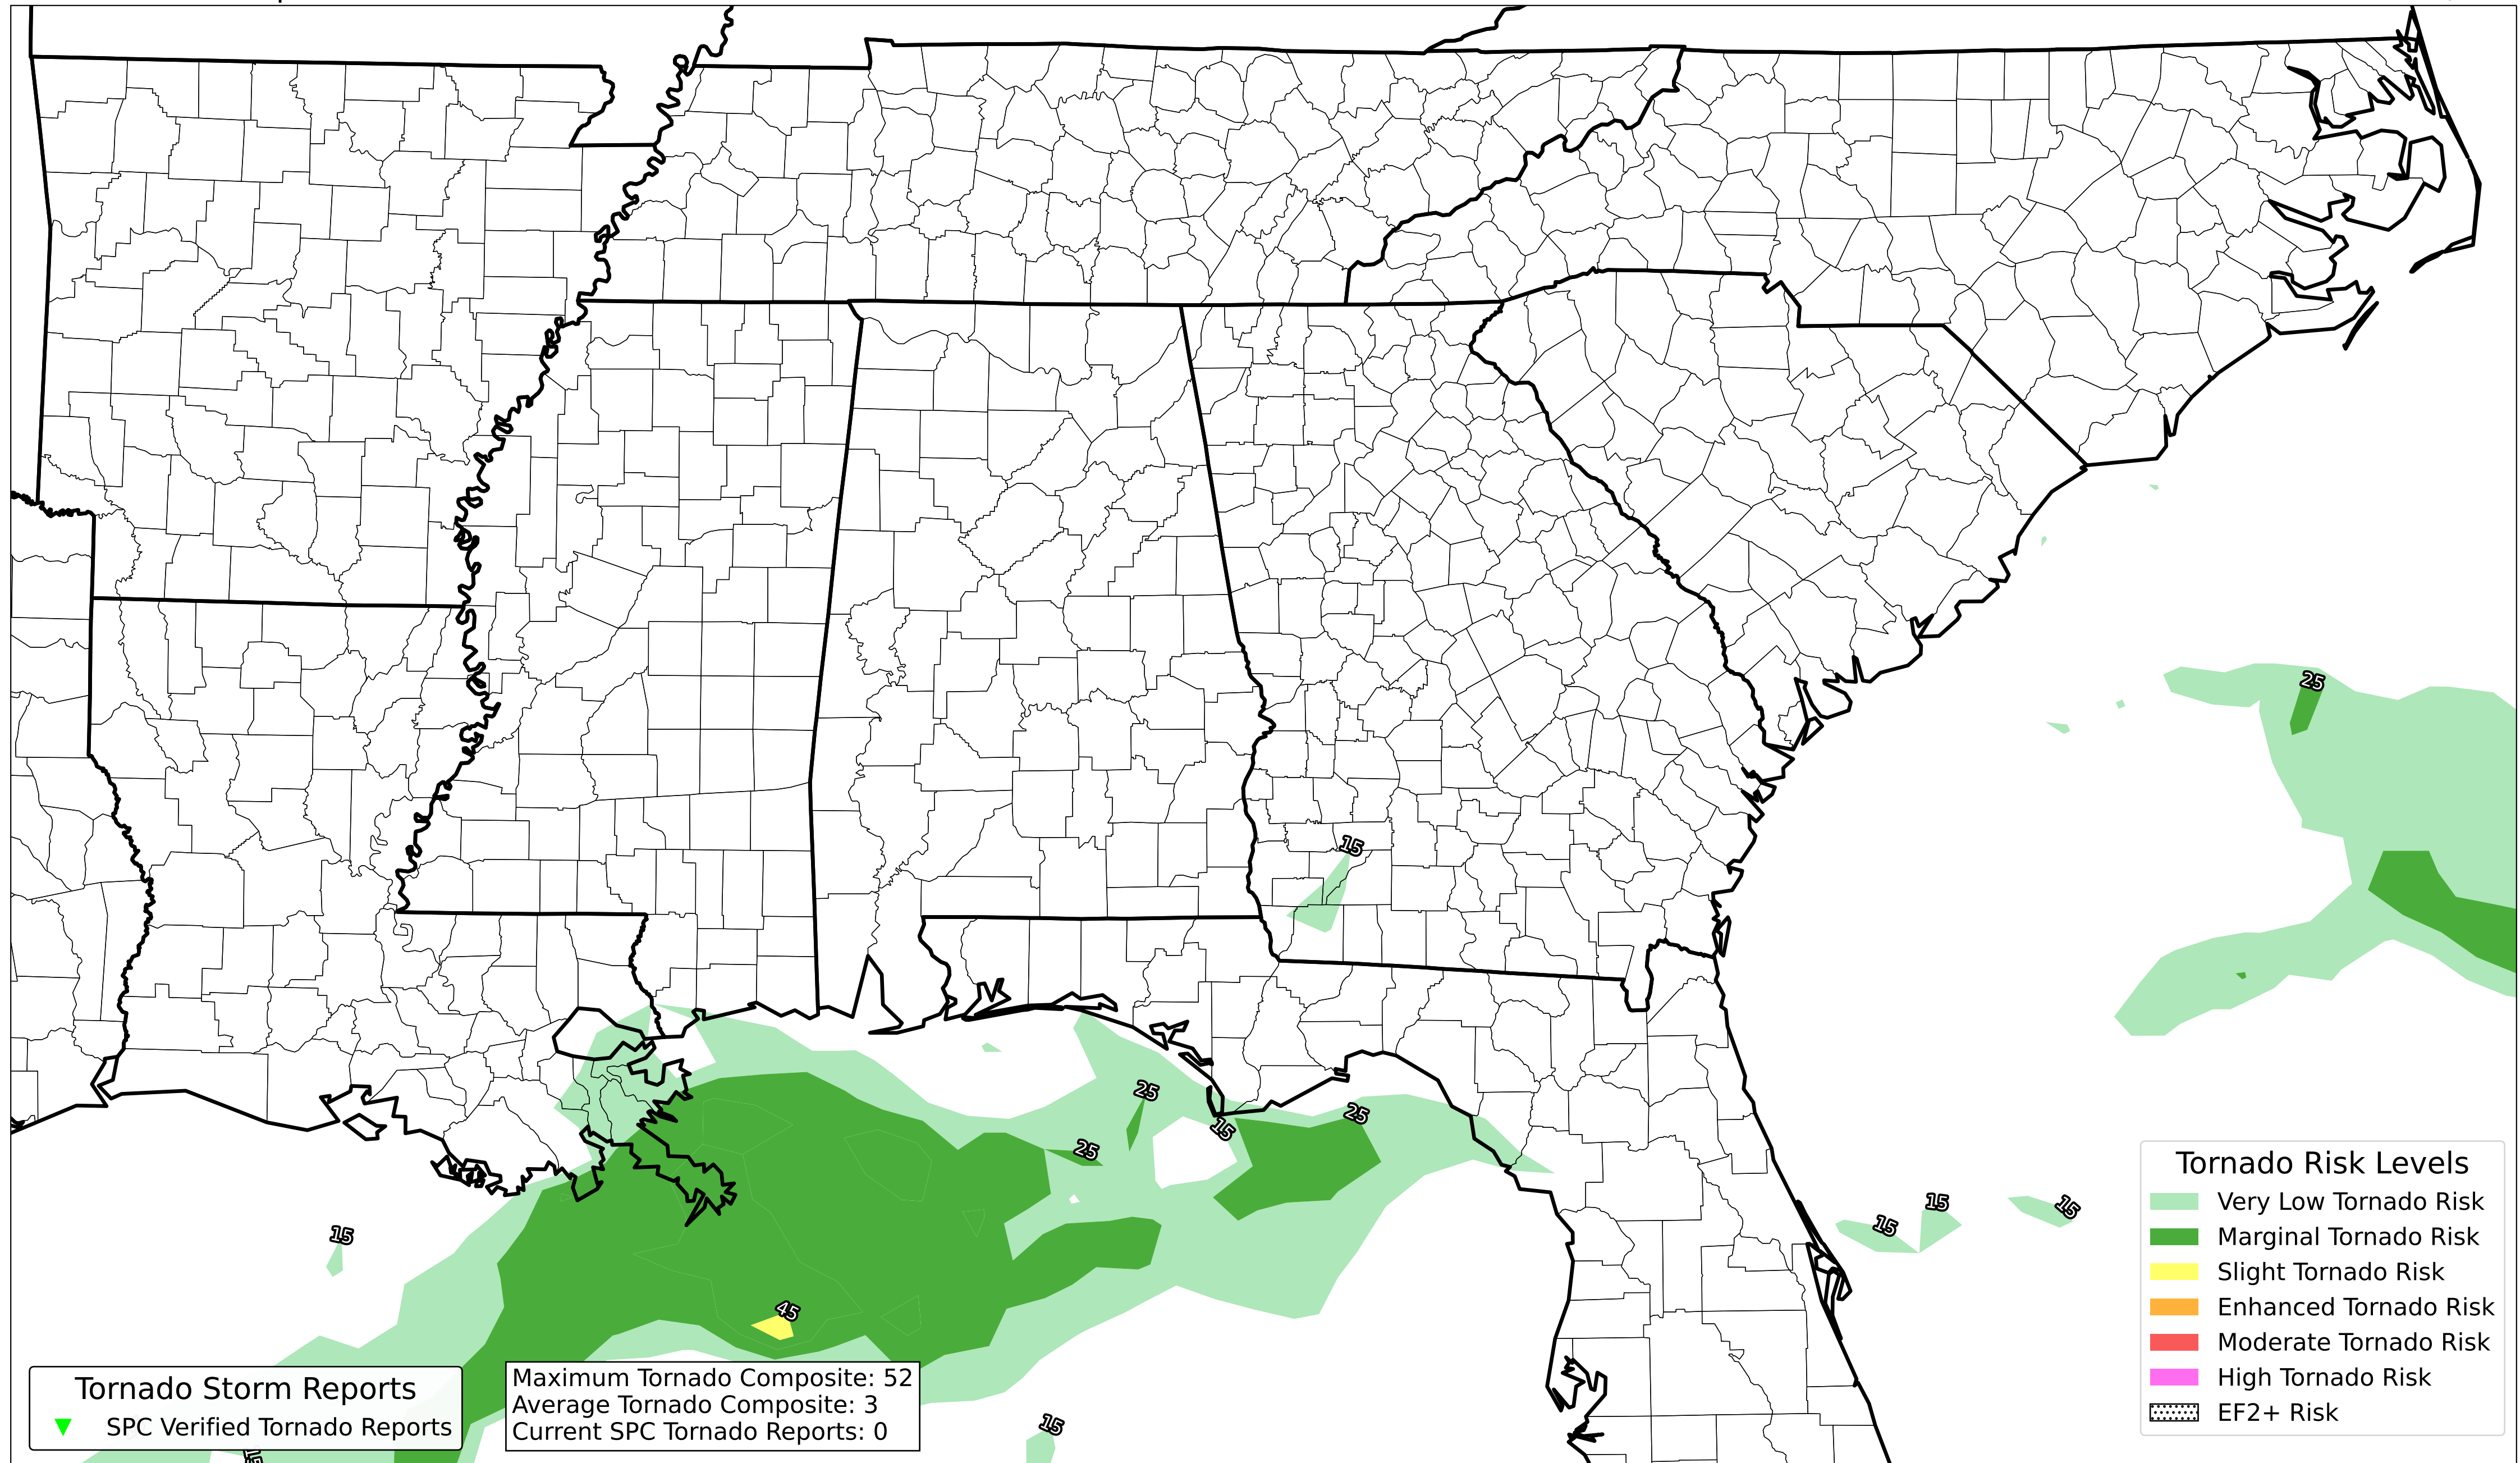 25
15
25
25
15
25
15
15
15
15
45
15
15
Tornado Risk Levels
Very Low Tornado Risk
Marginal Tornado Risk
Slight Tornado Risk
Enhanced Tornado Risk
Moderate Tornado Risk
High Tornado Risk
EF2+ Risk
Tornado Storm Reports
SPC Verified Tornado Reports
Maximum Tornado Composite: 52
Average Tornado Composite: 3
Current SPC Tornado Reports: 0